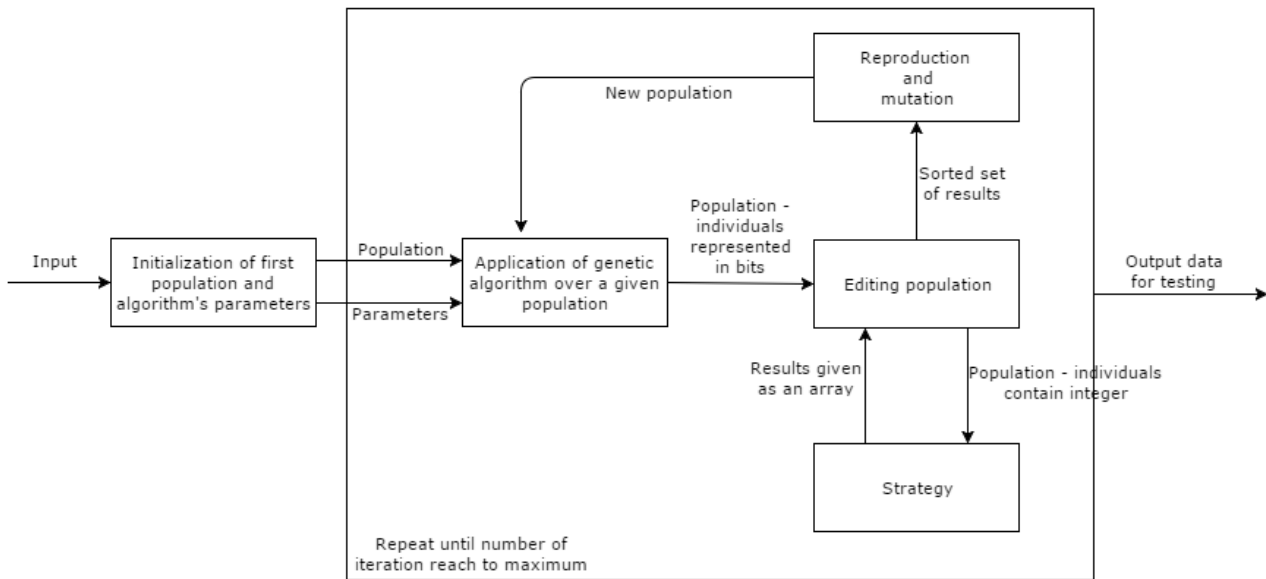 Reproduction
and
mutation
New population
Sorted set
of results
Population -
individuals
represented
in bits
Input
Initialization of first
population and
algorithm's parameters
Population
Parameters
Application of genetic
algorithm over a given
population
Editing population
Output data
for testing
Results given
as an array
Population - individuals
contain integer
Strategy
Repeat until number of
iteration reach to maximum